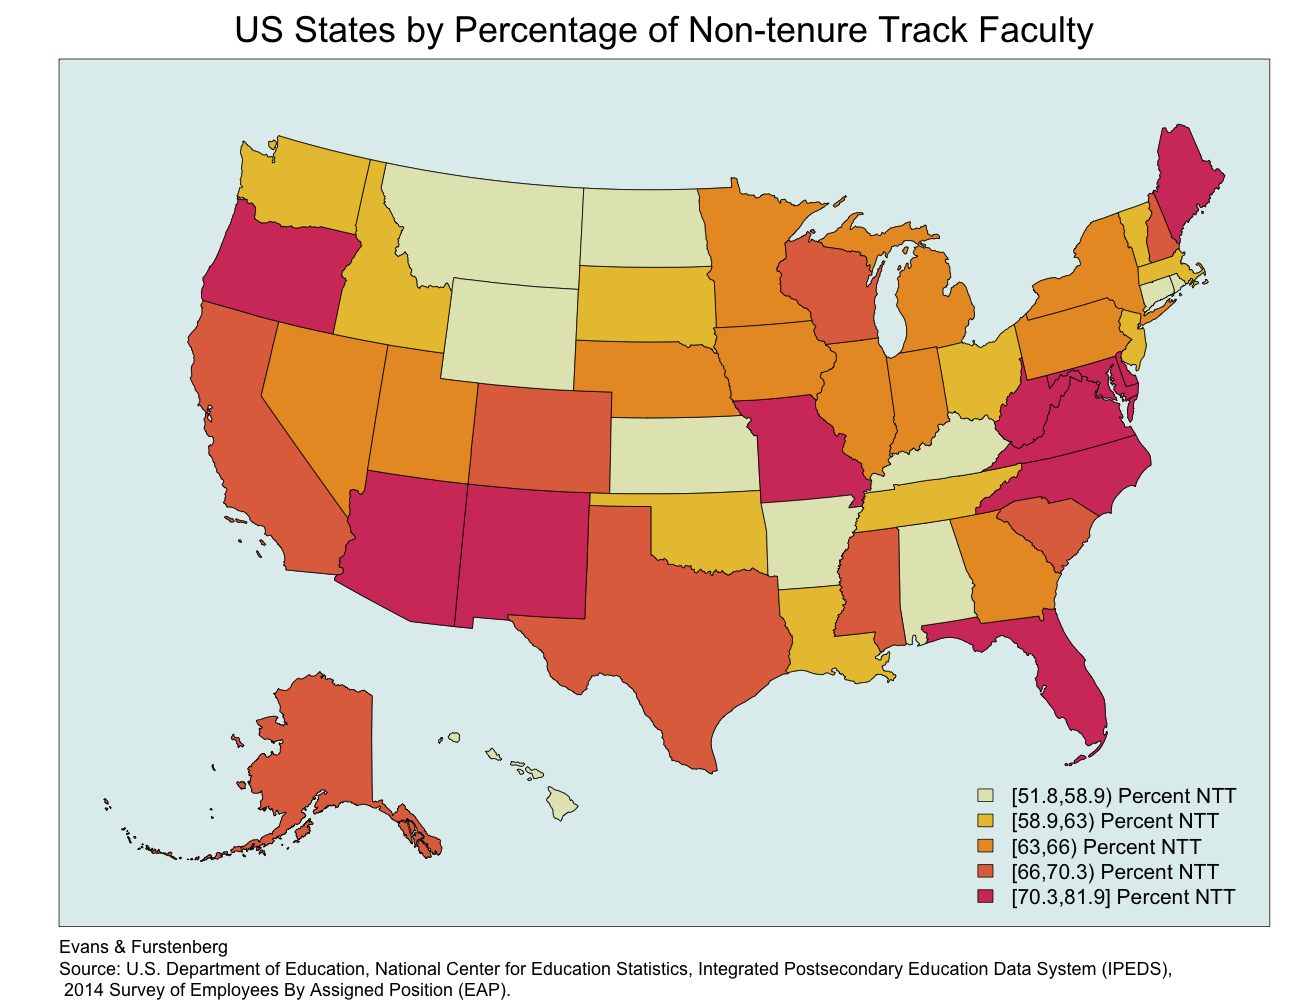 US States by Percentage of Non-tenure Track Faculty
[51.8,58.9) Percent NTT
[58.9,63) Percent NTT
[63,66) Percent NTT
[66,70.3) Percent NTT
[70.3,81.9] Percent NTT
Evans & Furstenberg
Source: U.S. Department of Education, National Center for Education Statistics, Integrated Postsecondary Education Data System (IPEDS),
2014 Survey of Employees By Assigned Position (EAP).